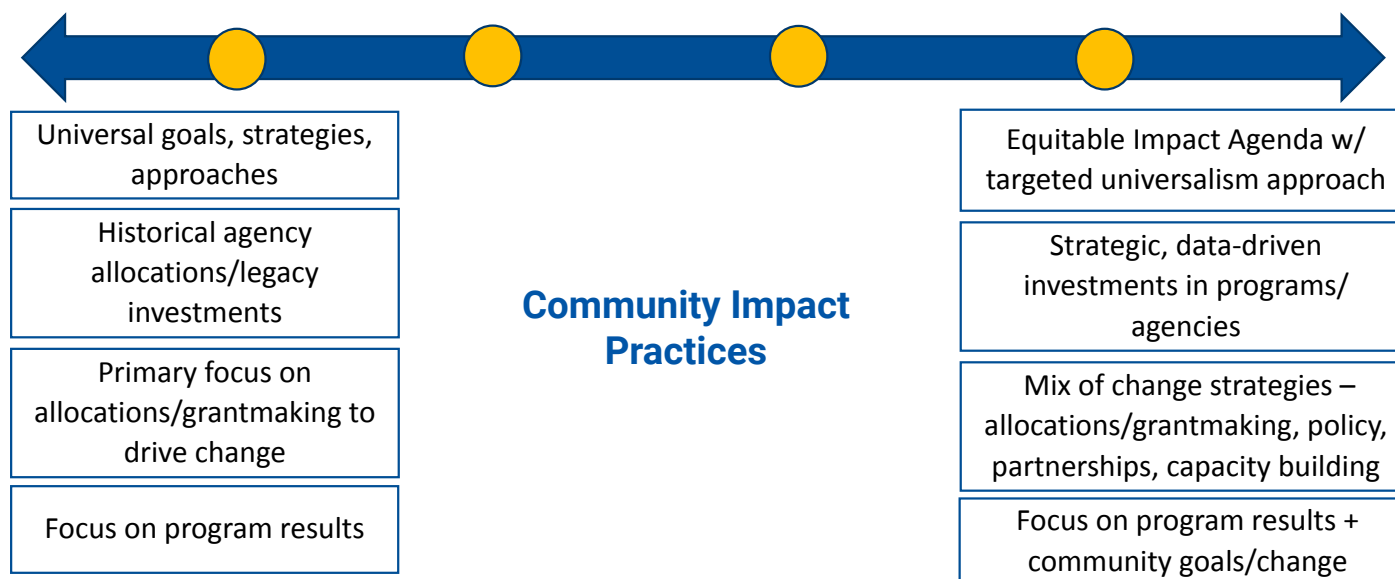 Universal goals, strategies,
approaches
Historical agency
allocations/legacy
investments
Primary focus on
allocations/grantmaking to
drive change
Focus on program results
Community Impact
Practices
Equitable Impact Agenda w/
targeted universalism approach
Strategic, data-driven
investments in programs/
agencies
Mix of change strategies –
allocations/grantmaking, policy,
partnerships, capacity building
Focus on program results +
community goals/change